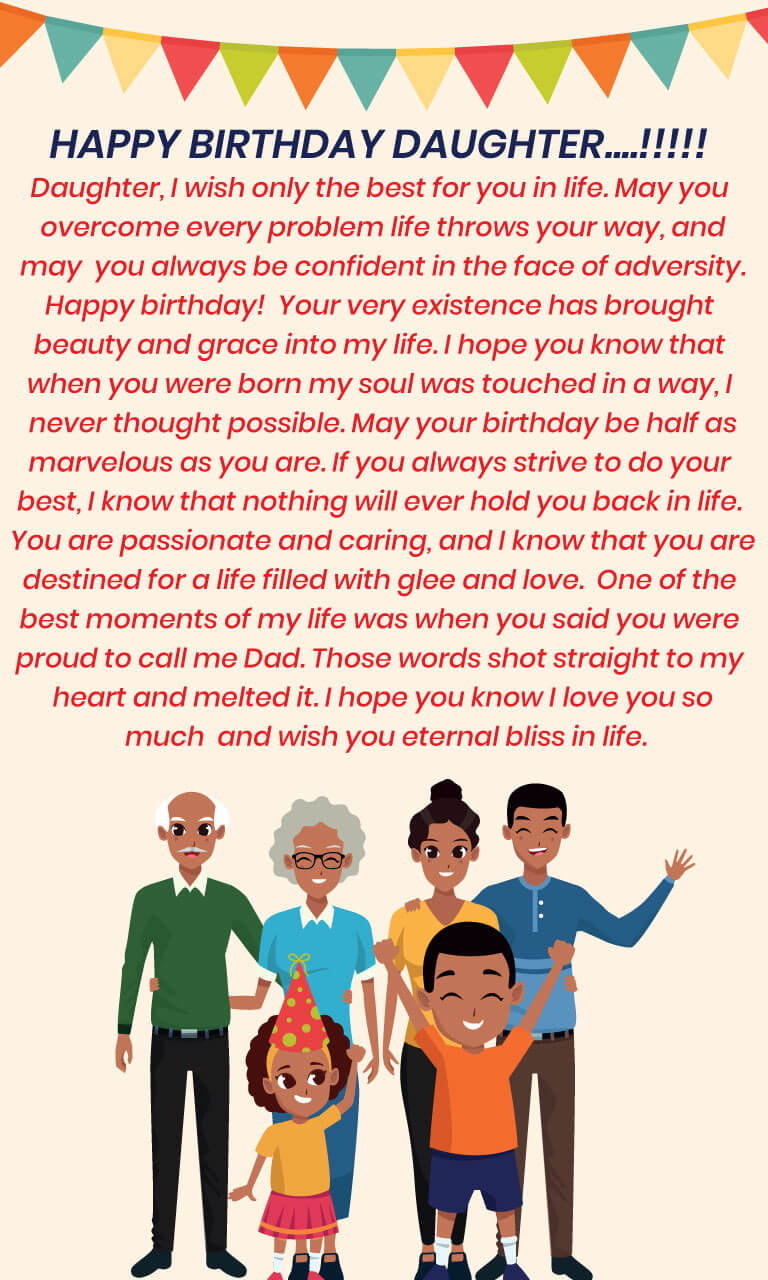 HAPPY BIRTHDAY DAUGHTER....!!!!!
Daughter, I wish only the best for you in life. May you
overcome every problem life throws your way, and
may  you always be confident in the face of adversity.
Happy birthday!  Your very existence has brought
beauty and grace into my life. I hope you know that
when you were born my soul was touched in a way, I
never thought possible. May your birthday be half as
marvelous as you are. If you always strive to do your
best, I know that nothing will ever hold you back in life.
You are passionate and caring, and I know that you are
destined for a life filled with glee and love.  One of the
best moments of my life was when you said you were
proud to call me Dad. Those words shot straight to my
heart and melted it. I hope you know I love you so
much  and wish you eternal bliss in life.